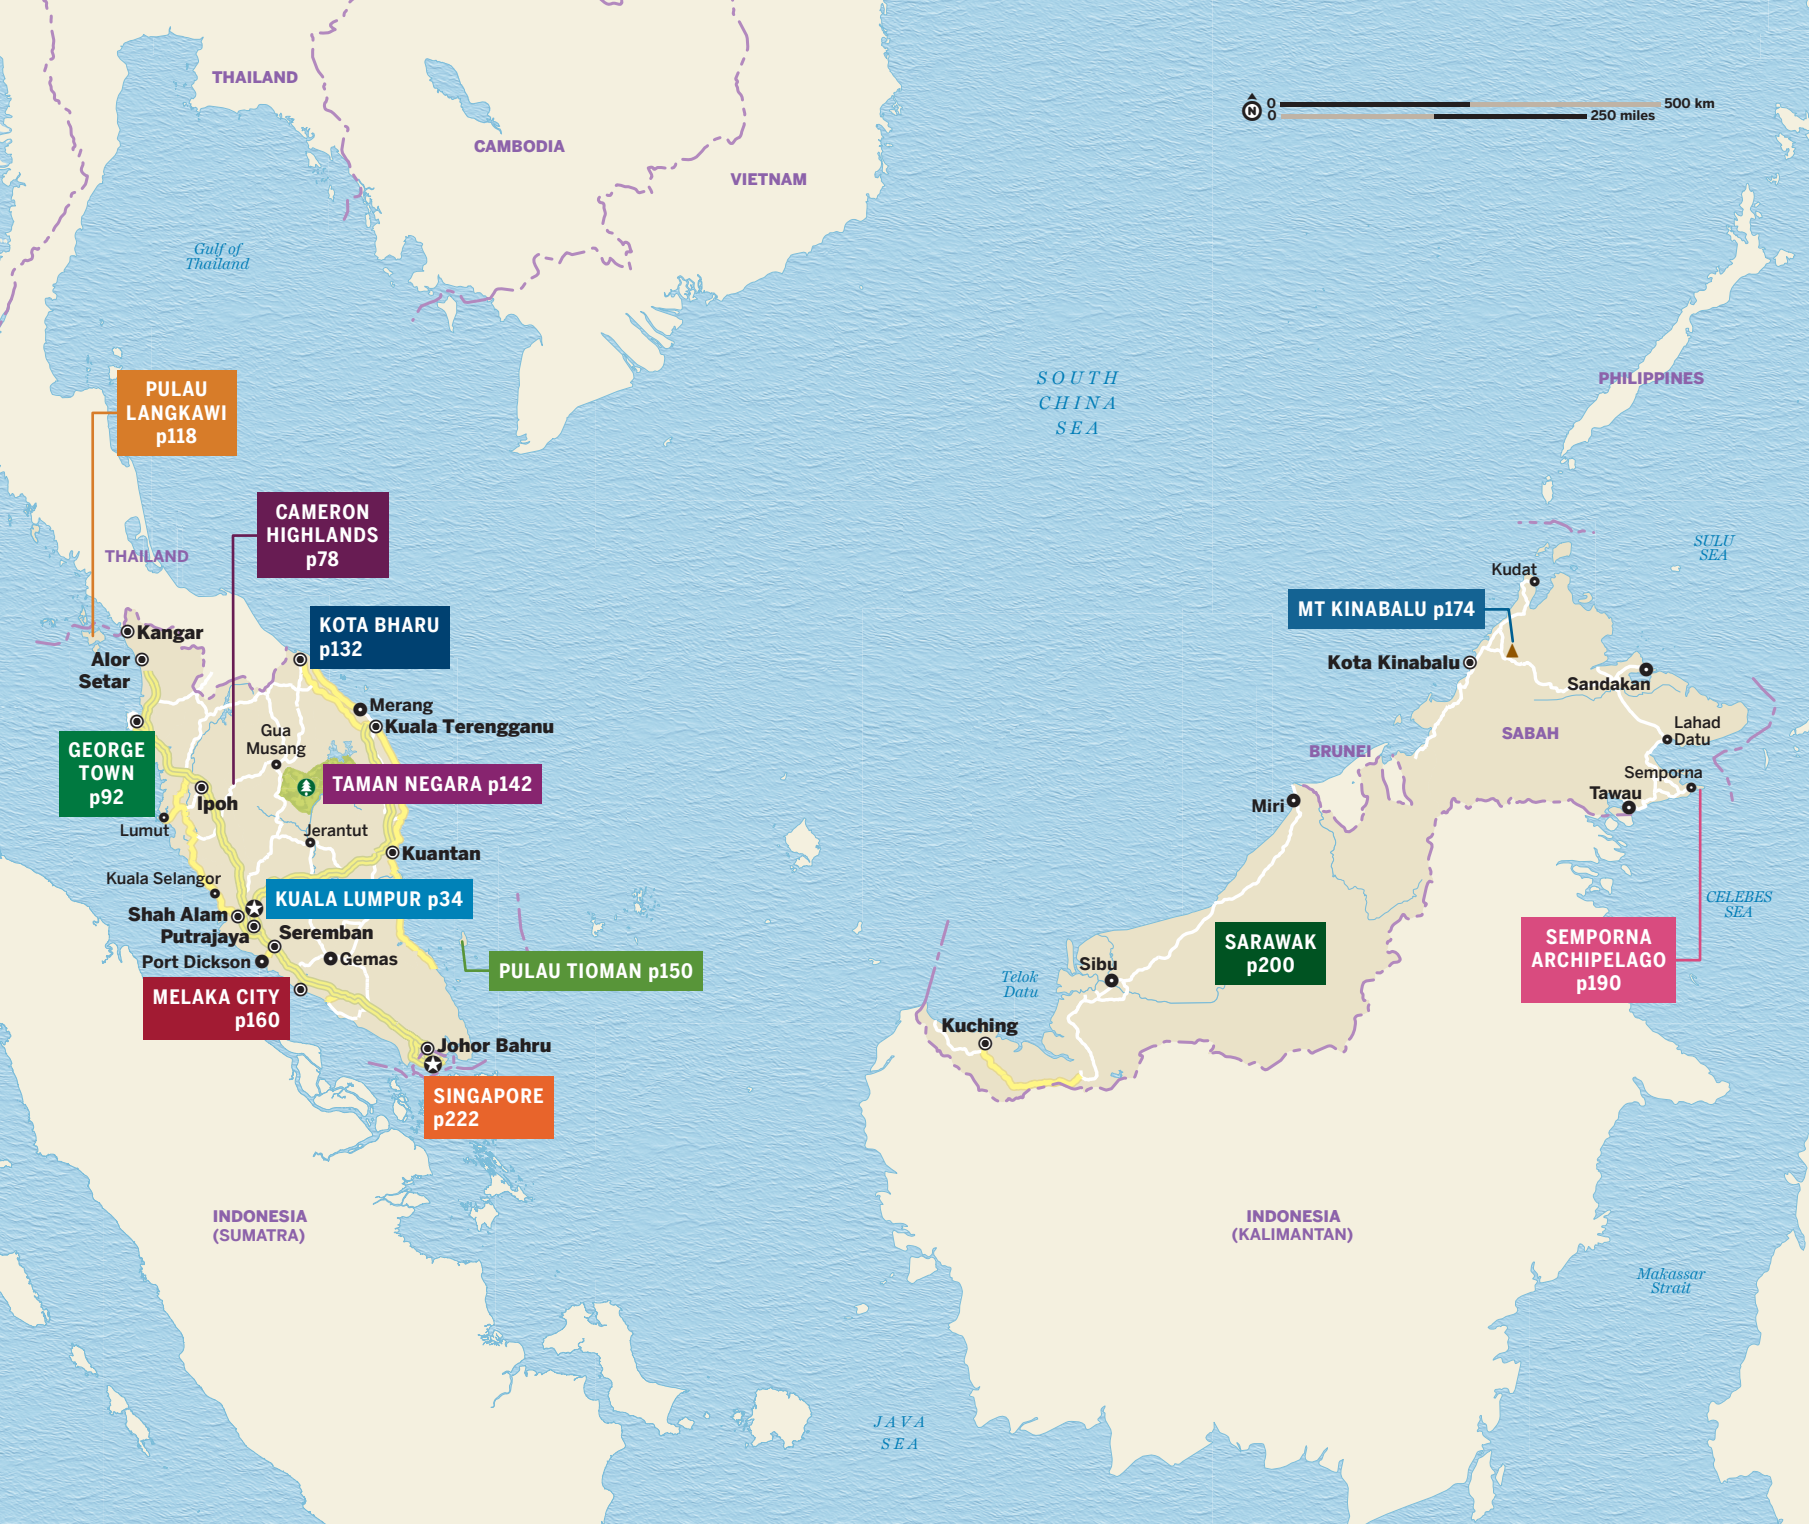 THAILAND
N
0
500 km
0
250 miles
CAMBODIA
VIETNAM
Gulf of
Thailand
SOUTH
CHINA
SEA
PHILIPPINES
PULAU
LANGKAWI
p118
CAMERON
HIGHLANDS
p78
THAILAND
SULU
SEA
Kudat
MT KINABALU p174
KOTA BHARU
p132
Kangar
Alor
Setar
Kota Kinabalu
Sandakan
Merang
Kuala Terengganu
Gua
Musang
Lahad
Datu
SABAH
BRUNEI
GEORGE
TOWN
p92
TAMAN NEGARA p142
Semporna
Tawau
Miri
Ipoh
Lumut
Jerantut
Kuantan
Kuala Selangor
KUALA LUMPUR p34
CELEBES
SEA
Shah Alam
Putrajaya
Seremban
Port Dickson
Gemas
PULAU TIOMAN p150
SARAWAK
p200
SEMPORNA
ARCHIPELAGO
p190
Sibu
Telok
Datu
MELAKA CITY
p160
Kuching
Johor Bahru
SINGAPORE
p222
INDONESIA
(SUMATRA)
INDONESIA
(KALIMANTAN)
Makassar
Strait
JAVA
SEA